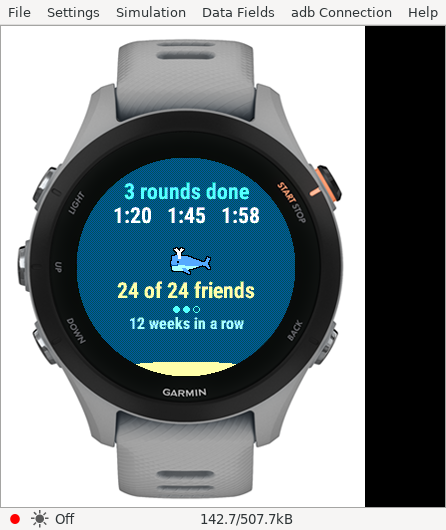 File Settings Simulation Data Fields adb Connection Help
3 rounds done
1:20 1:45 1:58
LIGHT
START STOP
UP
24 of 24 friends
12 weeks in a row
DOWN
BACK
GARMIN
Off
142.7/507.7kB